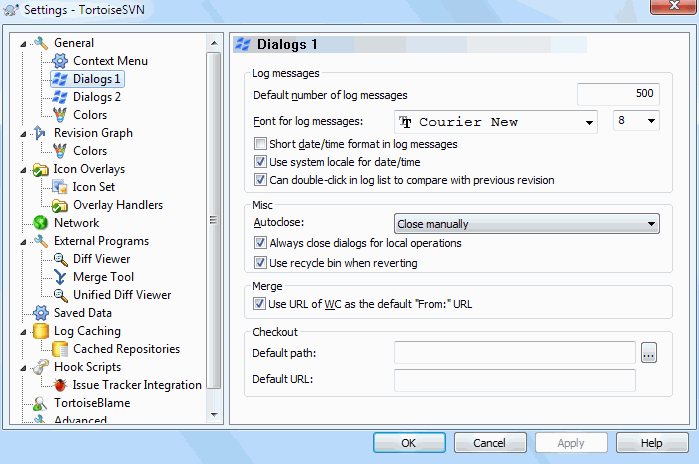 Settings - TortoiseSVN
General
Context Menu
Dialogs 1
Dialogs 2
Colors
Revision Graph
Colors
Icon Overlays
Icon Set
Overlay Handlers
Network
External Programs
Diff Viewer
Merge Tool
Unified Diff Viewer
Saved Data
Log Caching
Cached Repositories
Hook Scripts
Issue Tracker Integration
TortoiseBlame
Advanced
Dialogs 1
Log messages
Default number of log messages 500
Font for log messages: Courier New 8
Short date/time format in log messages
Use system locale for date/time
Can double-click in log list to compare with previous revision
Misc
Autoclose: Close manually
Always close dialogs for local operations
Use recycle bin when reverting
Merge
Use URL of WC as the default "From:" URL
Checkout
Default path: ...
Default URL:
OK Cancel Apply Help